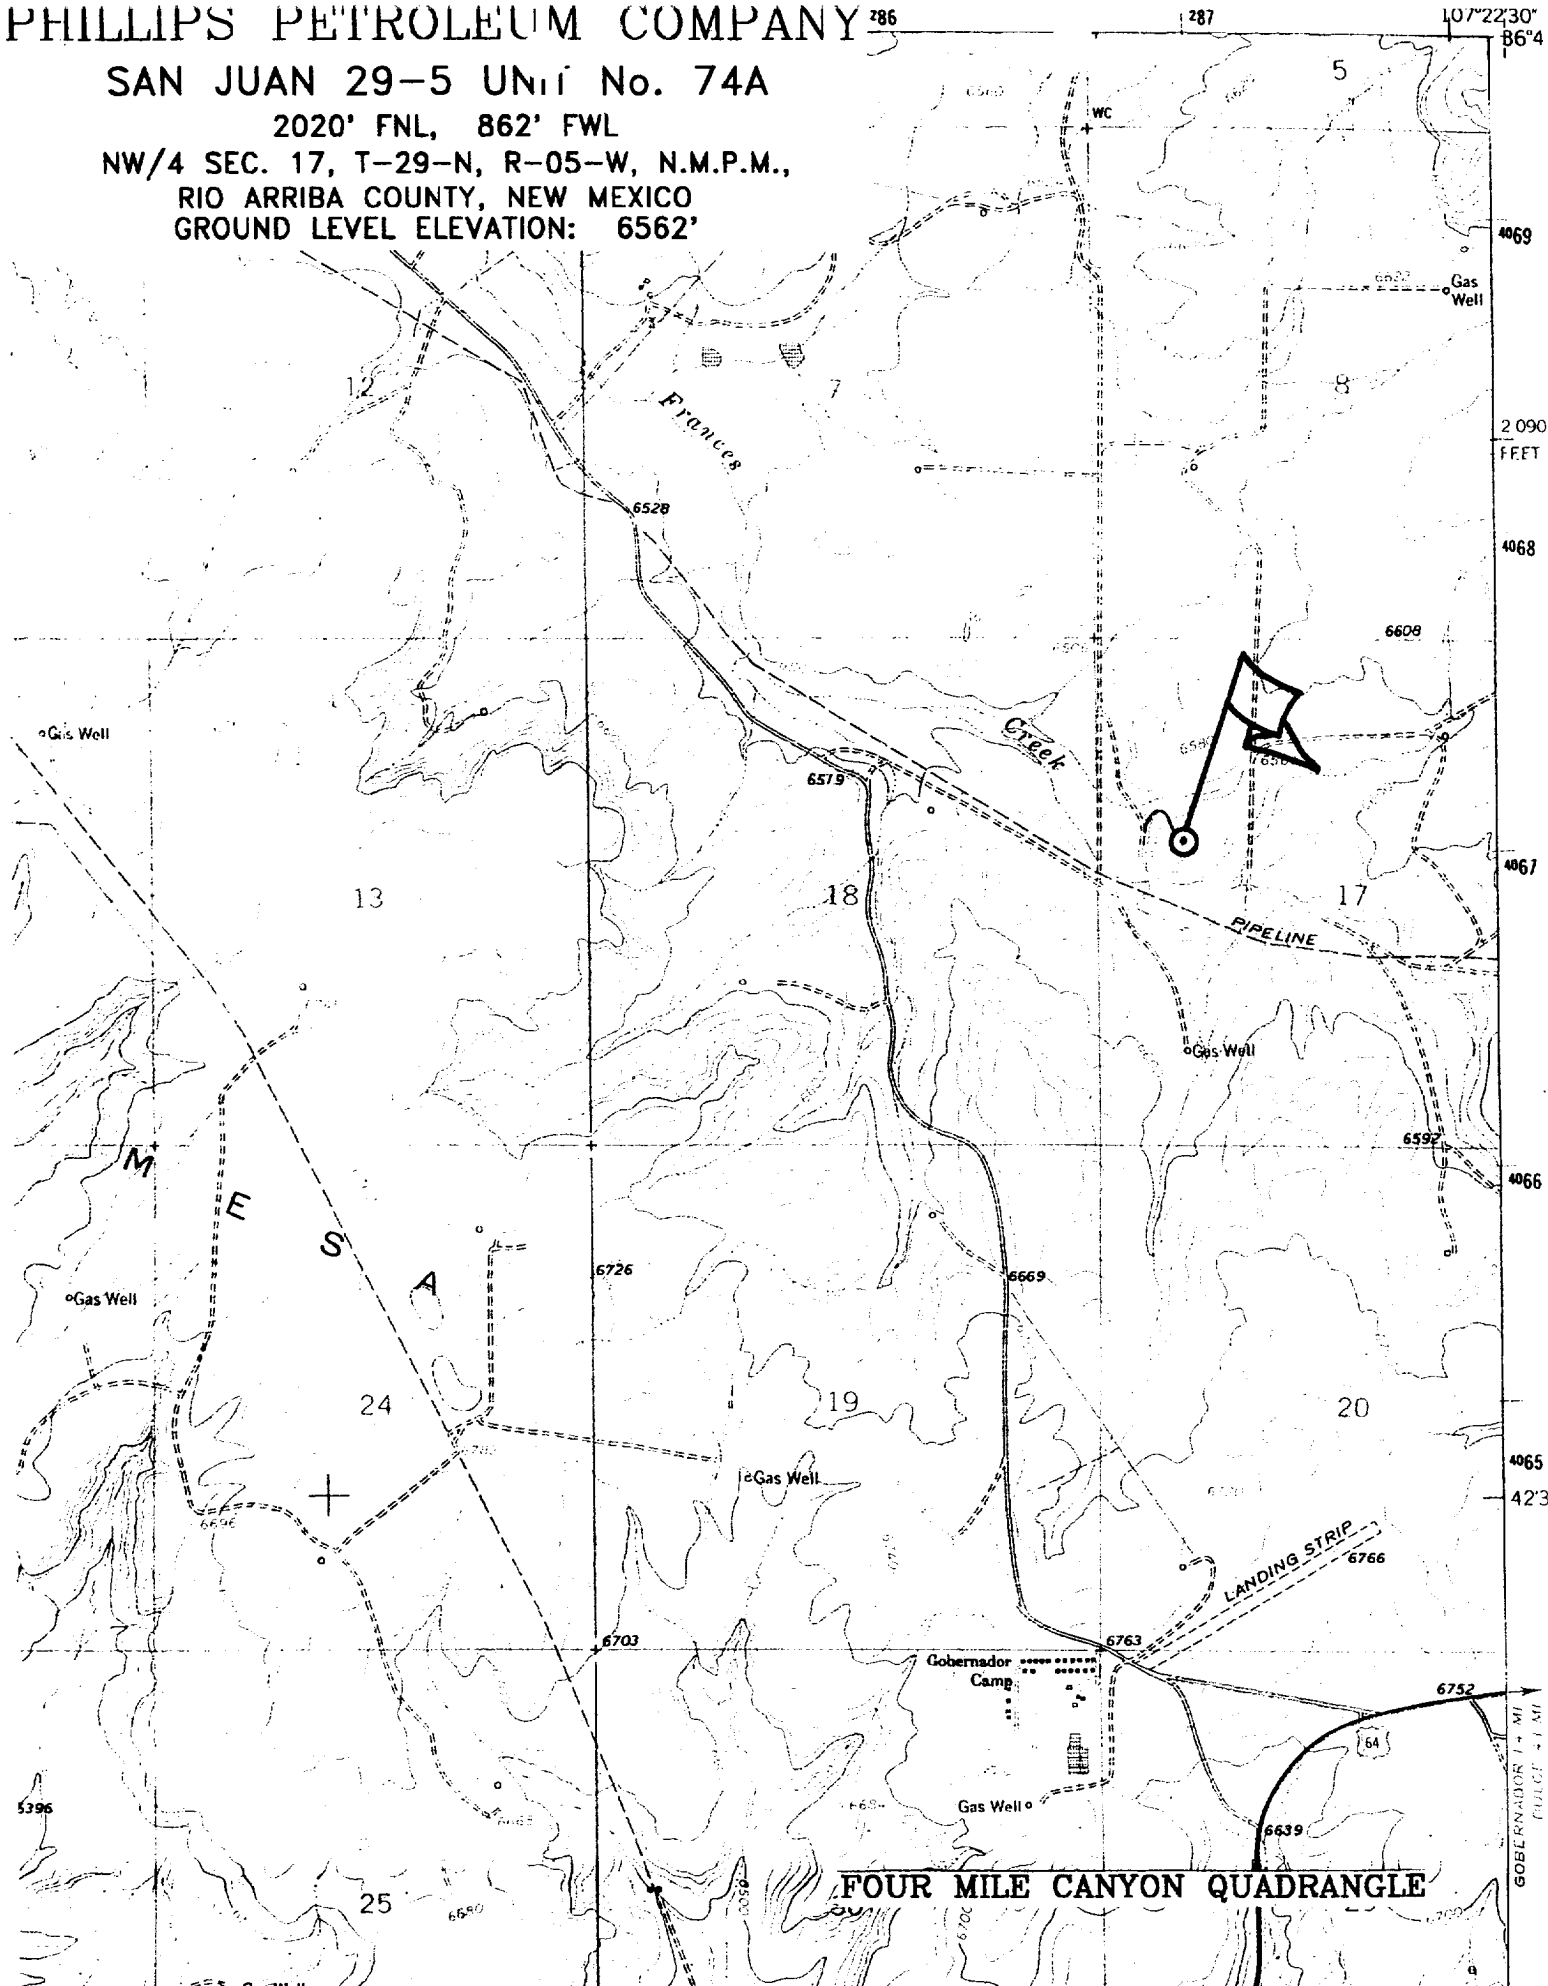 PHILLIPS PETROLEUM COMPANY
SAN JUAN 29-5 UNIT No. 74A
2020' FNL, 862' FWL
NW/4 SEC. 17, T-29-N, R-05-W, N.M.P.M.,
RIO ARRIBA COUNTY, NEW MEXICO
GROUND LEVEL ELEVATION: 6562'
286
287
107°22'30"
5
WC
4069
Gas
Well
12
7
8
Frances
2 090
FEET
6528
4068
6608
Gas Well
Creek
6519
4067
13
18
17
PIPELINE
Gas Well
6592
M
E
S
A
4066
6726
6669
Gas Well
24
19
20
Gas Well
4065
6696
LANDING STRIP
6766
6703
6763
Gobernador
Camp
6752
64
5396
Gas Well
6639
FOUR MILE CANYON QUADRANGLE
25
6680